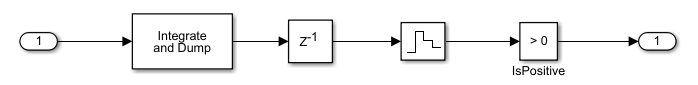 1
Integrate
and Dump
Z-1
> 0
IsPositive
1